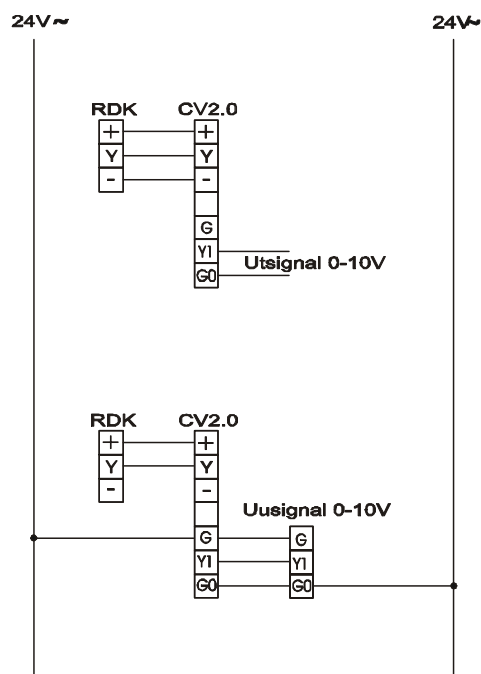 24V~ 24V~
RDK CV2.0
+ +
Y Y
- -
G
Y1
Utsignal 0-10V
G0
RDK CV2.0
+ +
Y Y
- -
Uusignal 0-10V
G G
Y1 Y1
G0 G0